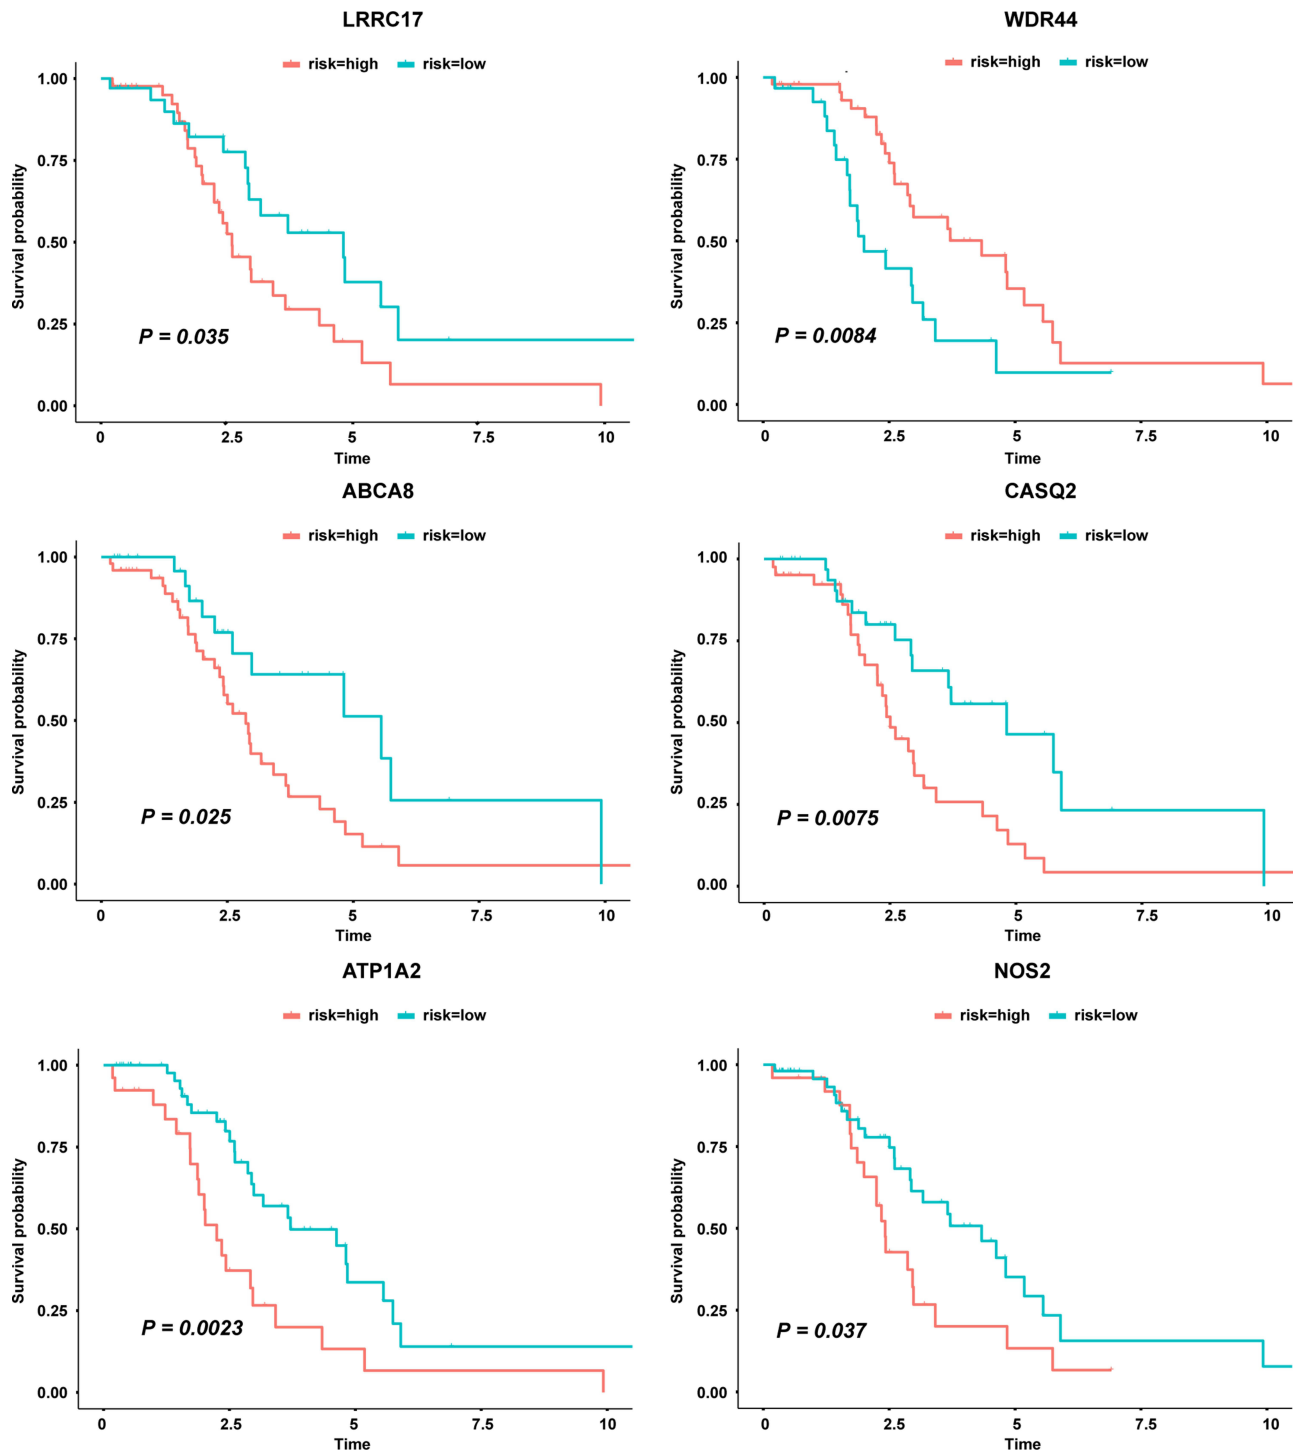 LRRC17
risk=high risk=low
Survival probability
1.00
0.75
0.50
0.25
0.00
P = 0.035
0 2.5 5 7.5 10
Time
WDR44
risk=high risk=low
Survival probability
1.00
0.75
0.50
0.25
0.00
P = 0.0084
0 2.5 5 7.5 10
Time
ABCA8
risk=high risk=low
Survival probability
1.00
0.75
0.50
0.25
0.00
P = 0.025
0 2.5 5 7.5 10
Time
CASQ2
risk=high risk=low
Survival probability
1.00
0.75
0.50
0.25
0.00
P = 0.0075
0 2.5 5 7.5 10
Time
ATP1A2
risk=high risk=low
Survival probability
1.00
0.75
0.50
0.25
0.00
P = 0.0023
0 2.5 5 7.5 10
Time
NOS2
risk=high risk=low
Survival probability
1.00
0.75
0.50
0.25
0.00
P = 0.037
0 2.5 5 7.5 10
Time